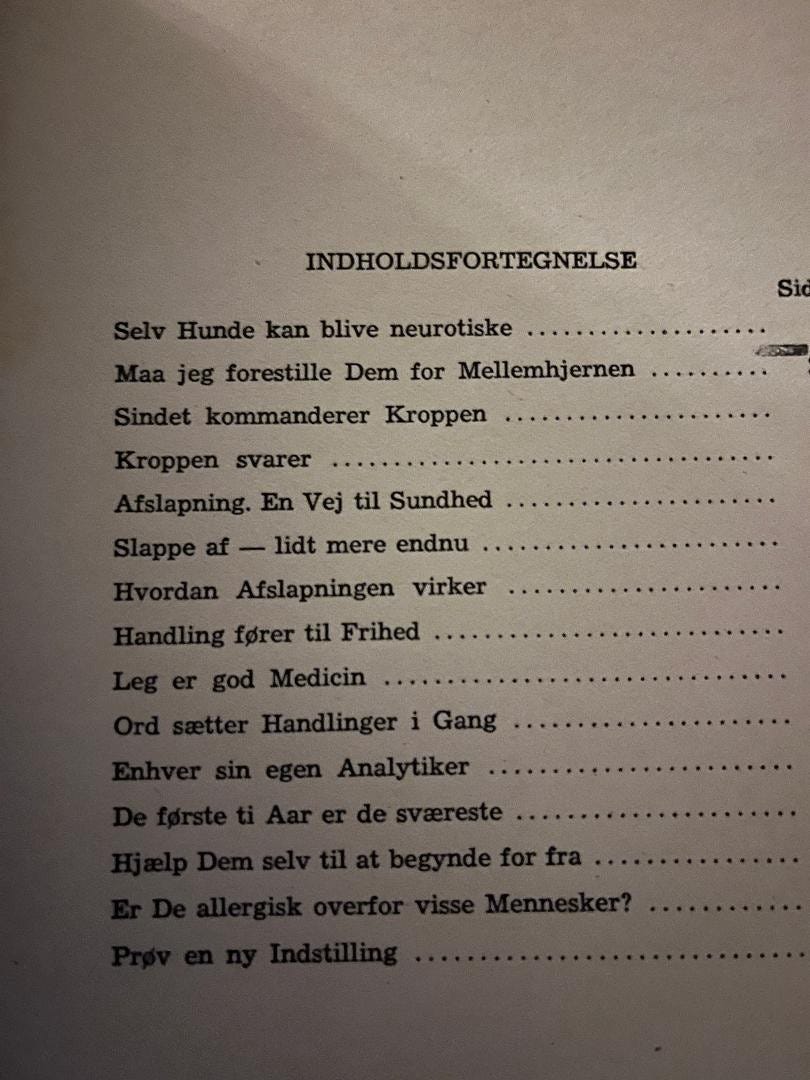 INDHOLDSFORTEGNELSE
Sid
Selv Hunde kan blive neurotiske ....................
Maa jeg forestille Dem for Mellemhjernen ..........
Sindet kommanderer Kroppen ......................
Kroppen svarer ....................................
Afslapning. En Vej til Sundhed ......................
Slappe af — lidt mere endnu ........................
Hvordan Afslapningen virker ......................
Handling fører til Frihed ............................
Leg er god Medicin .................................
Ord sætter Handlinger i Gang ......................
Enhver sin egen Analytiker .........................
De første ti Aar er de sværeste .......................
Hjælp Dem selv til at begynde for fra .................
Er De allergisk overfor visse Mennesker? ............
Prøv en ny Indstilling ................................